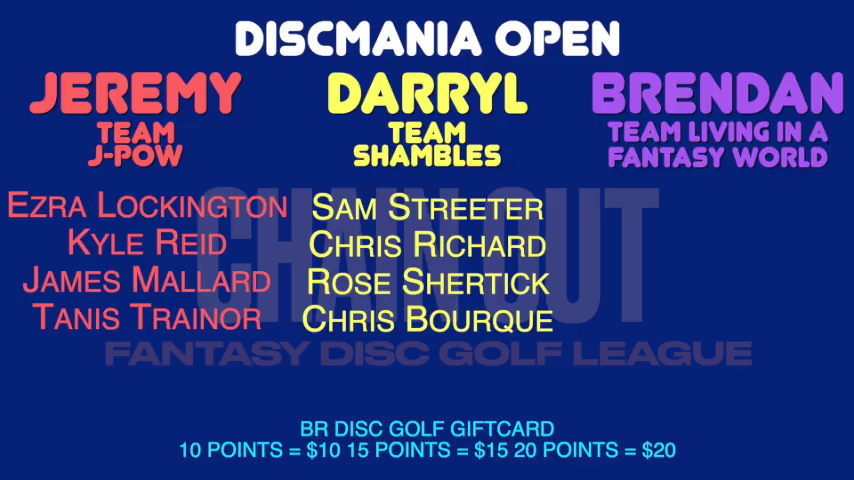 DISCMANIA OPEN
JEREMY
TEAM
J-POW
EZRA LOCKINGTON
KYLE REID
JAMES MALLARD
TANIS TRAINOR
DARRYL
TEAM
SHAMBLES
SAM STREETER
CHRIS RICHARD
ROSE SHERTICK
CHRIS BOURQUE
BRENDAN
TEAM LIVING IN A
FANTASY WORLD
CHAIN OUT
FANTASY DISC GOLF LEAGUE
BR DISC GOLF GIFTCARD
10 POINTS = $10 15 POINTS = $15 20 POINTS = $20